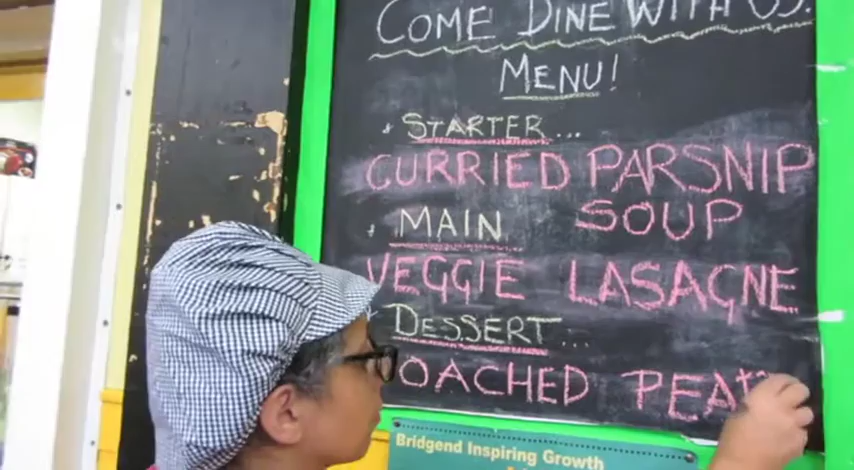 COME DINE WITH US!
MENU!
STARTER...
CURRIED PARSNIP
SOUP
MAIN
VEGGIE LASAGNE
DESSERT...
OACHED PEA
Bridgend Inspiring Growth